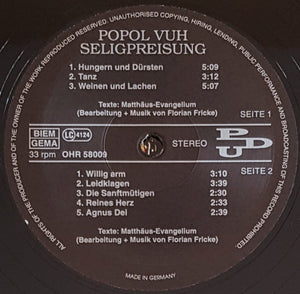 ALL RIGHTS OF THE PRODUCER AND OF THE OWNER OF THE WORK REPRODUCED RESERVED. UNAUTHORISED COPYING, HIRING, LENDING, PUBLIC PERFORMANCE AND BROADCASTING OF THIS RECORD PROHIBITED.
POPOL VUH
SELIGPREISUNG
1. Hungern und Dürsten 5:09
2. Tanz 3:12
3. Weinen und Lachen 5:07
Texte: Matthäus-Evangelium
(Bearbeitung + Musik von Florian Fricke)
SEITE 1
BIEM
GEMA
LC 4124
33 rpm OHR 58009
STEREO
PDU
SEITE 2
1. Willig arm 3:10
2. Leidklagen 2:39
3. Die Sanftmütigen 2:39
4. Reines Herz 2:33
5. Agnus Dei 2:39
Texte: Matthäus-Evangelium
(Bearbeitung + Musik von Florian Fricke)
MADE IN GERMANY